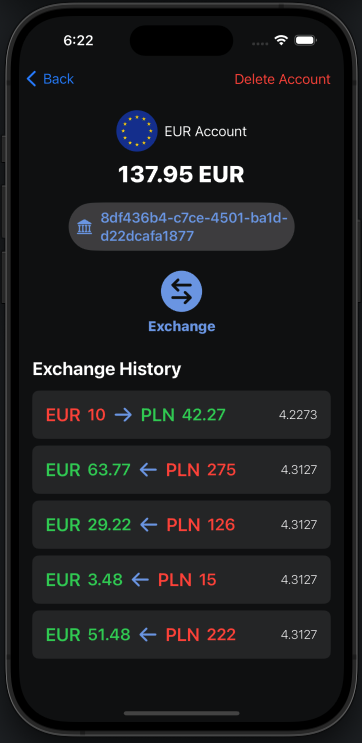 6:22
Back
Delete Account
EUR Account
137.95 EUR
8df436b4-c7ce-4501-ba1d-
d22dcafa1877
Exchange
Exchange History
EUR 10 → PLN 42.27 4.2273
EUR 63.77 ← PLN 275 4.3127
EUR 29.22 ← PLN 126 4.3127
EUR 3.48 ← PLN 15 4.3127
EUR 51.48 ← PLN 222 4.3127